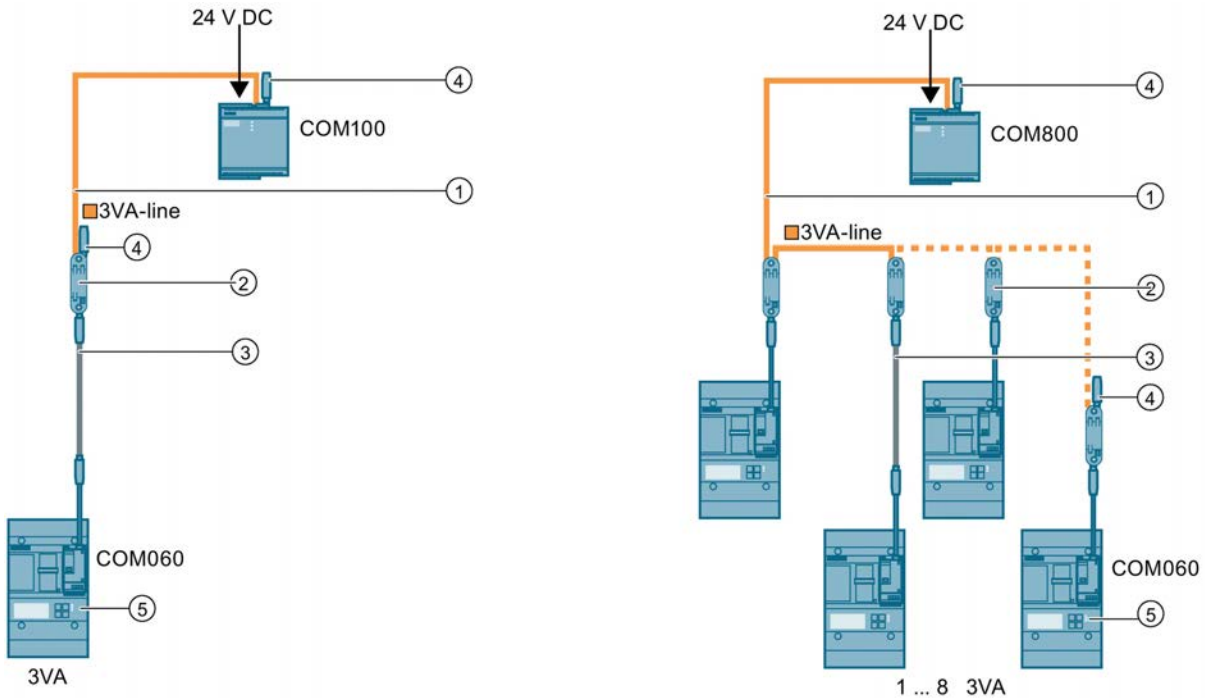 24 V DC
④
COM100
①
3VA-line
④
②
③
COM060
⑤
3VA
24 V DC
④
COM800
①
3VA-line
②
③
④
COM060
⑤
1 ... 8 3VA